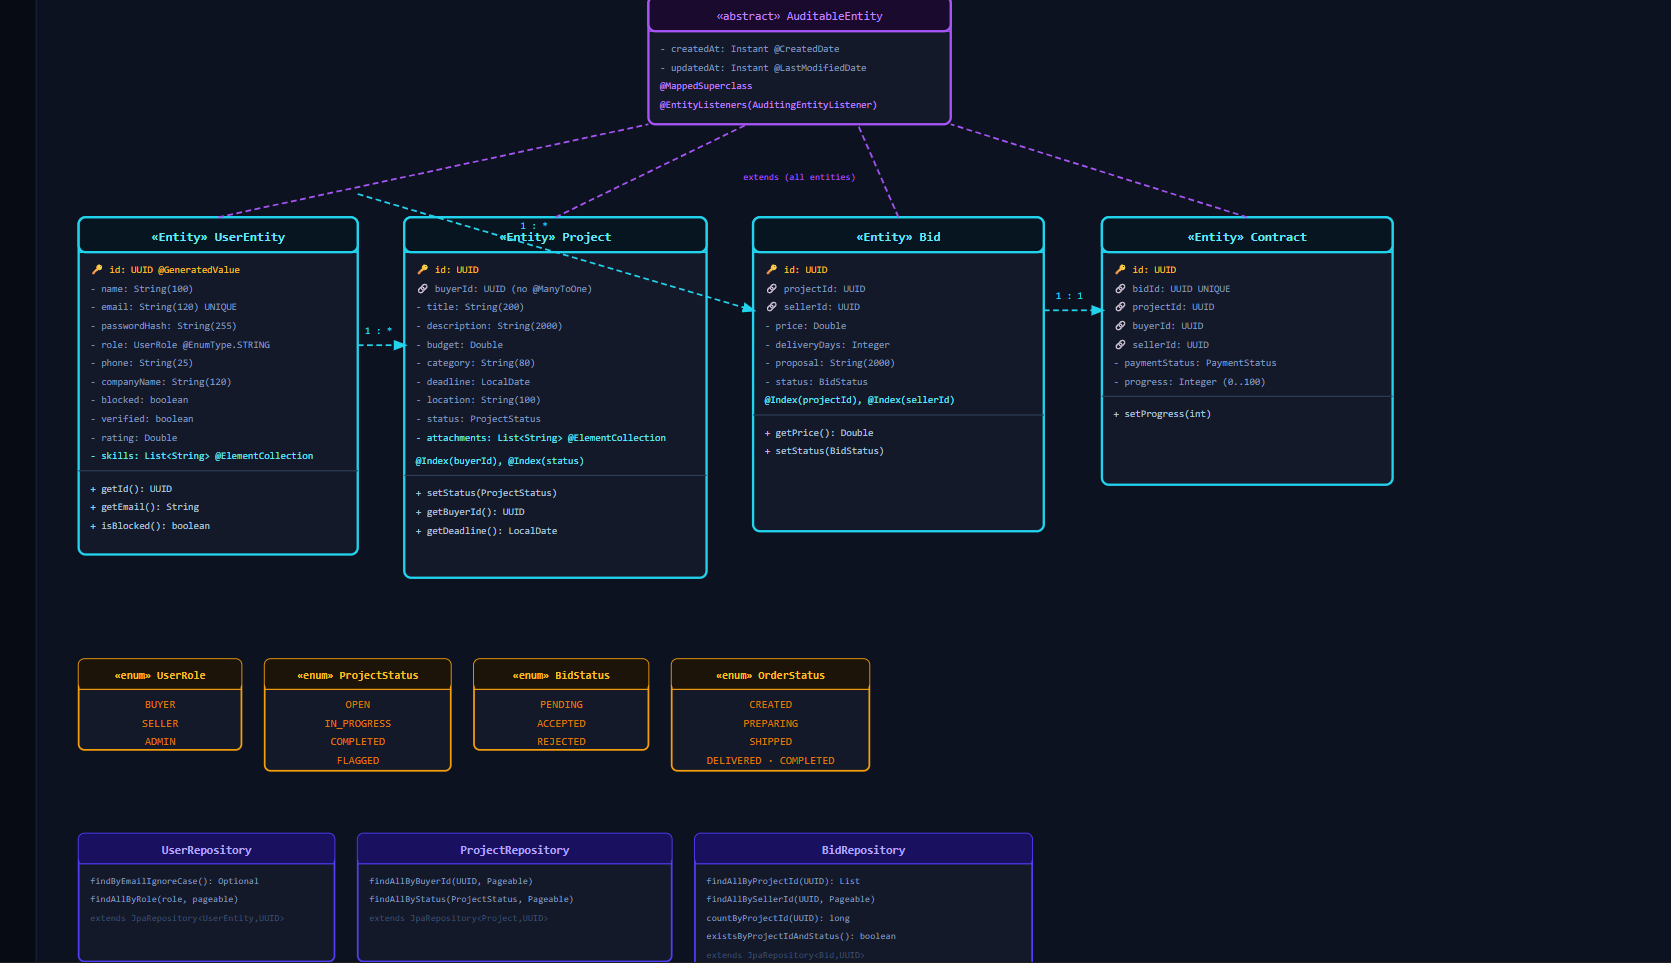 «abstract» AuditableEntity
- createdAt: Instant @CreatedDate
- updatedAt: Instant @LastModifiedDate
@MappedSuperclass
@EntityListeners(AuditingEntityListener)
extends (all entities)
«Entity» UserEntity
🔑 id: UUID @GeneratedValue
- name: String(100)
- email: String(120) UNIQUE
- passwordHash: String(255)
- role: UserRole @EnumType.STRING
- phone: String(25)
- companyName: String(120)
- blocked: boolean
- verified: boolean
- rating: Double
- skills: List<String> @ElementCollection
+ getId(): UUID
+ getEmail(): String
+ isBlocked(): boolean
1 : *
1 : *
«Entity» Project
🔑 id: UUID
🔗 buyerId: UUID (no @ManyToOne)
- title: String(200)
- description: String(2000)
- budget: Double
- category: String(80)
- deadline: LocalDate
- location: String(100)
- status: ProjectStatus
- attachments: List<String> @ElementCollection
@Index(buyerId), @Index(status)
+ setStatus(ProjectStatus)
+ getBuyerId(): UUID
+ getDeadline(): LocalDate
«Entity» Bid
🔑 id: UUID
🔗 projectId: UUID
🔗 sellerId: UUID
- price: Double
- deliveryDays: Integer
- proposal: String(2000)
- status: BidStatus
@Index(projectId), @Index(sellerId)
+ getPrice(): Double
+ setStatus(BidStatus)
1 : 1
«Entity» Contract
🔑 id: UUID
🔗 bidId: UUID UNIQUE
🔗 projectId: UUID
🔗 buyerId: UUID
🔗 sellerId: UUID
- paymentStatus: PaymentStatus
- progress: Integer (0..100)
+ setProgress(int)
«enum» UserRole
BUYER
SELLER
ADMIN
«enum» ProjectStatus
OPEN
IN_PROGRESS
COMPLETED
FLAGGED
«enum» BidStatus
PENDING
ACCEPTED
REJECTED
«enum» OrderStatus
CREATED
PREPARING
SHIPPED
DELIVERED · COMPLETED
UserRepository
findByEmailIgnoreCase(): Optional
findAllByRole(role, pageable)
extends JpaRepository<UserEntity,UUID>
ProjectRepository
findAllByBuyerId(UUID, Pageable)
findAllByStatus(ProjectStatus, Pageable)
extends JpaRepository<Project,UUID>
BidRepository
findAllByProjectId(UUID): List
findAllBySellerId(UUID, Pageable)
countByProjectId(UUID): long
existsByProjectIdAndStatus(): boolean
extends JpaRepository<Bid,UUID>